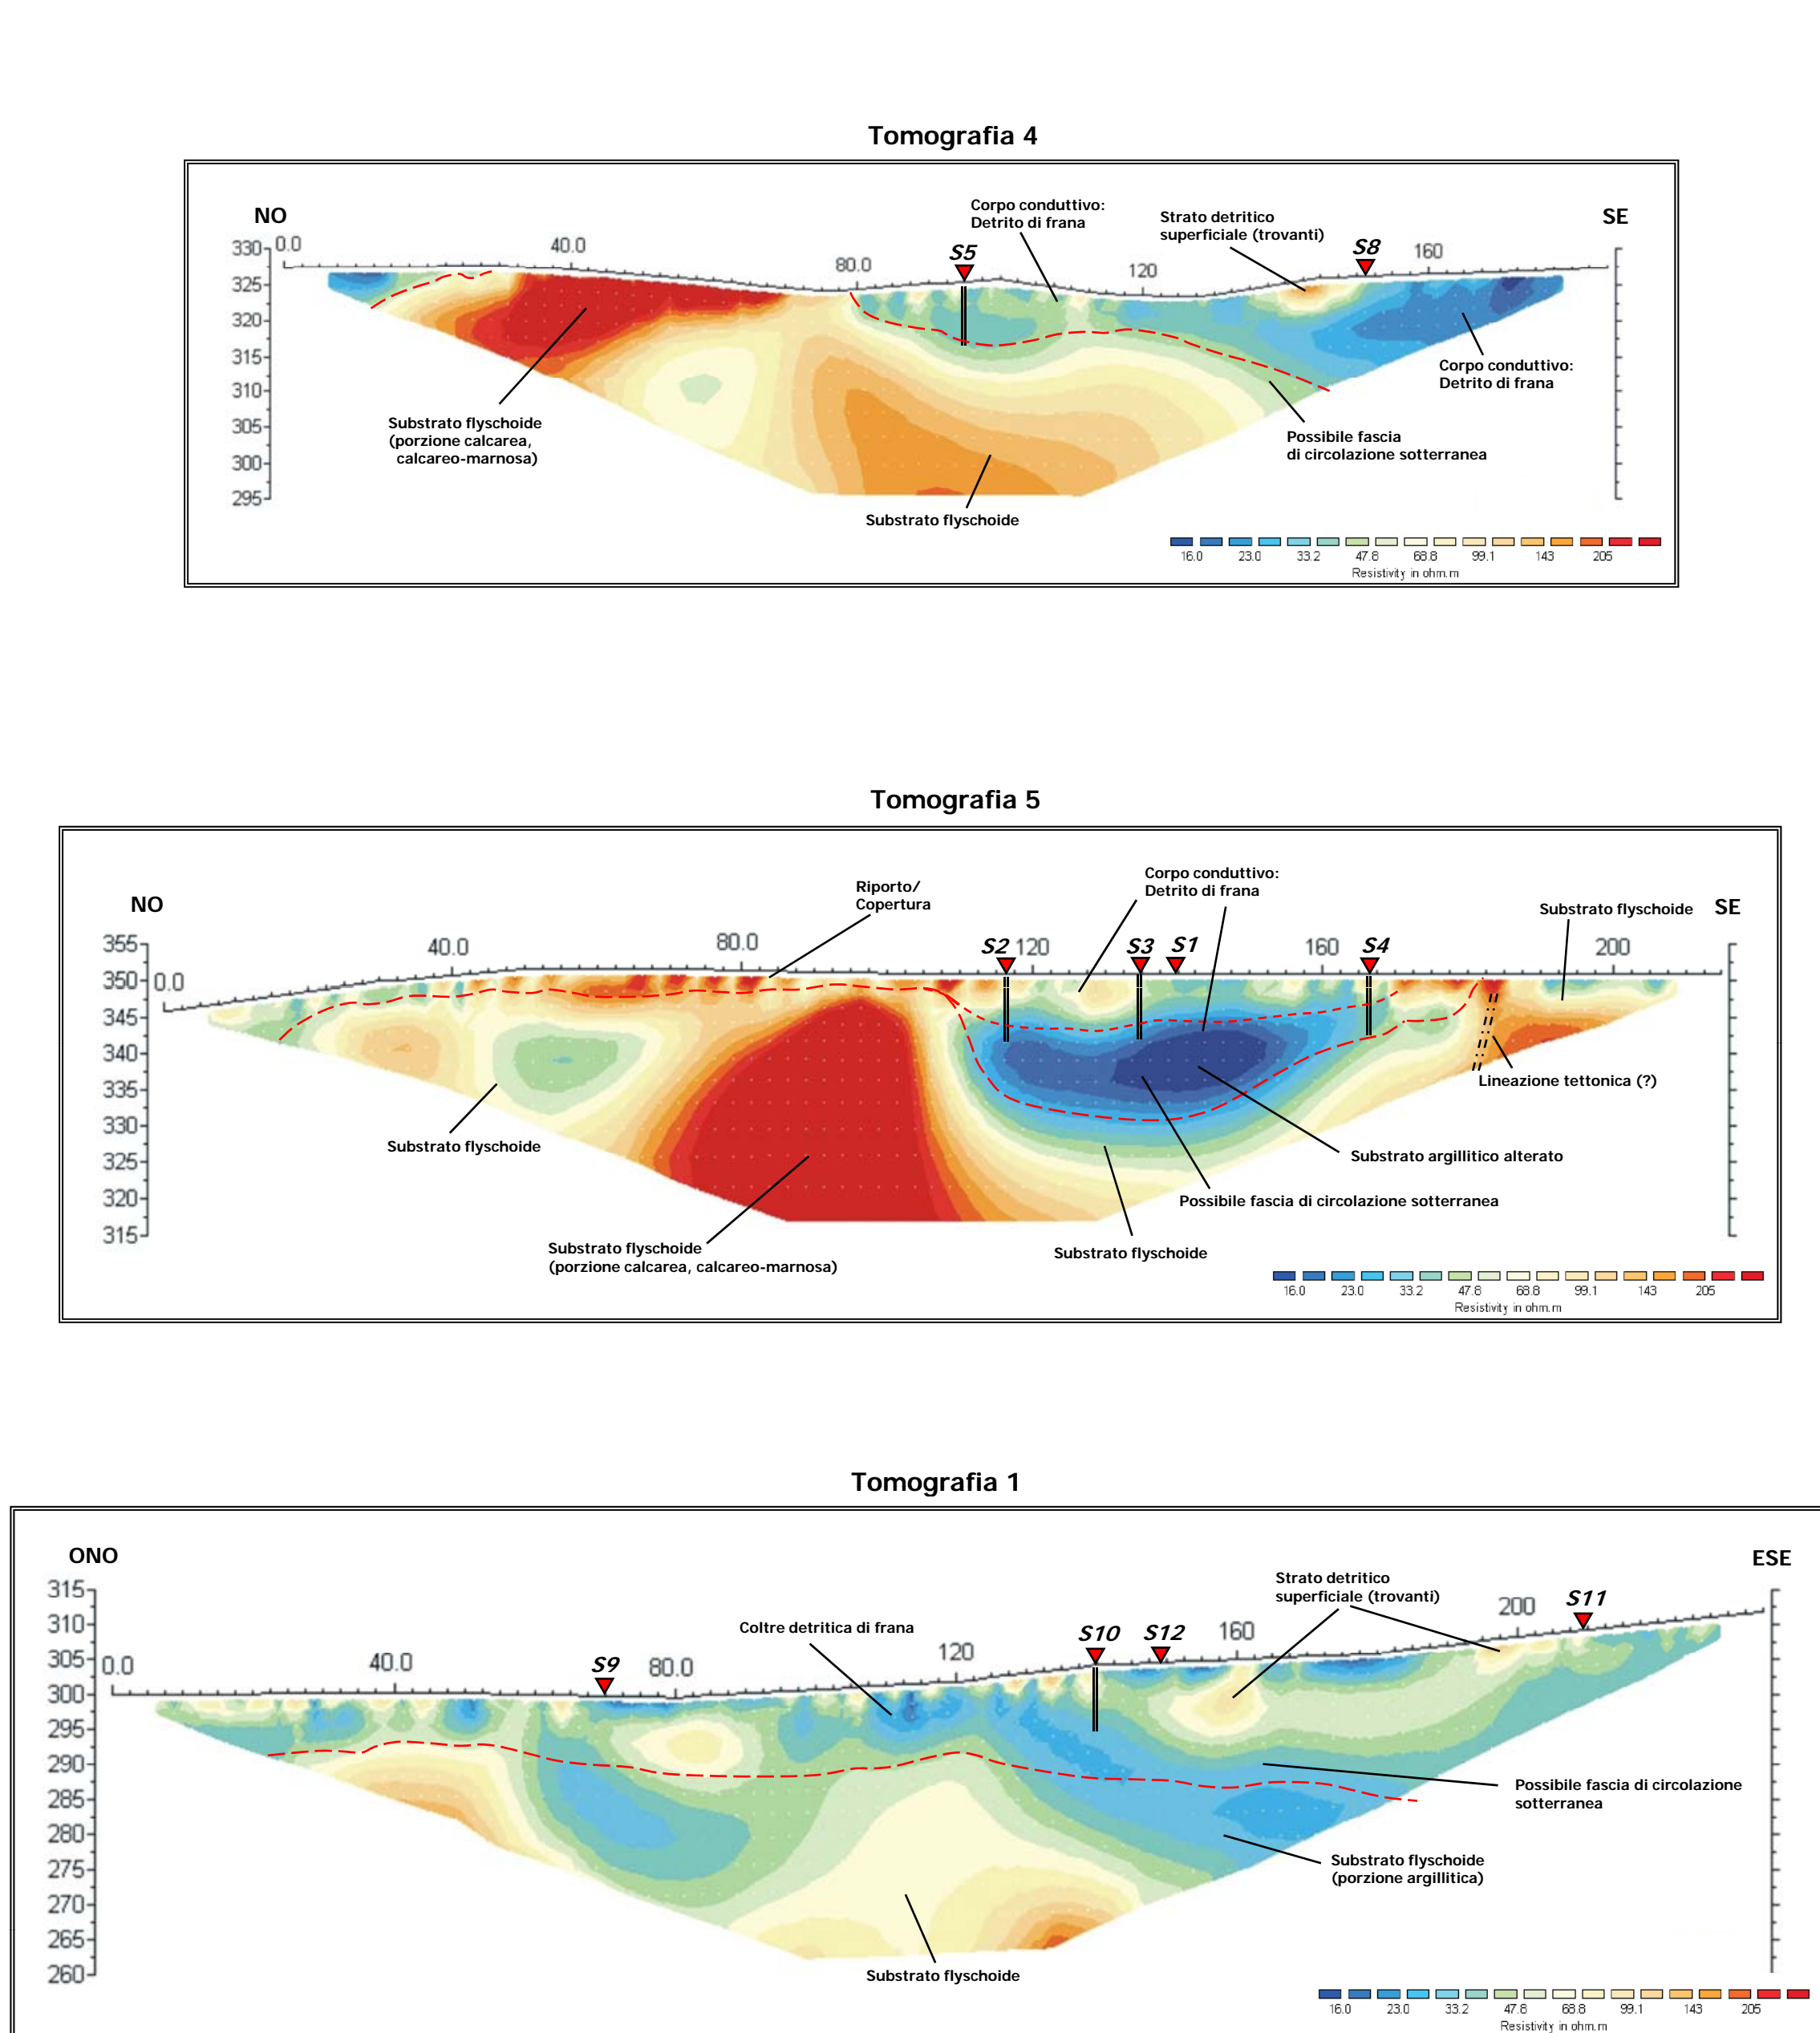 Tomografia 4
NO
SE
Corpo conduttivo:
Detrito di frana
Strato detritico
superficiale (trovanti)
S5
S8
0.0
40.0
80.0
120
160
330
325
320
315
310
305
300
295
Corpo conduttivo:
Detrito di frana
Substrato flyschoide
(porzione calcarea,
calcareo-marnosa)
Possibile fascia
di circolazione sotterranea
Substrato flyschoide
16.0 23.0 33.2 47.8 68.8 99.1 143 205
Resistivity in ohm.m
Tomografia 5
NO
SE
Riporto/
Copertura
Corpo conduttivo:
Detrito di frana
Substrato flyschoide
S2
S3
S1
S4
0.0
40.0
80.0
120
160
200
355
350
345
340
335
330
325
320
315
Lineazione tettonica (?)
Substrato flyschoide
Substrato argillitico alterato
Possibile fascia di circolazione sotterranea
Substrato flyschoide
(porzione calcarea, calcareo-marnosa)
Substrato flyschoide
16.0 23.0 33.2 47.8 68.8 99.1 143 205
Resistivity in ohm.m
Tomografia 1
ONO
ESE
Strato detritico
superficiale (trovanti)
Coltre detritica di frana
S9
S10
S12
S11
0.0
40.0
80.0
120
160
200
315
310
305
300
295
290
285
280
275
270
265
260
Possibile fascia di circolazione
sotterranea
Substrato flyschoide
(porzione argillitica)
Substrato flyschoide
16.0 23.0 33.2 47.8 68.8 99.1 143 205
Resistivity in ohm.m